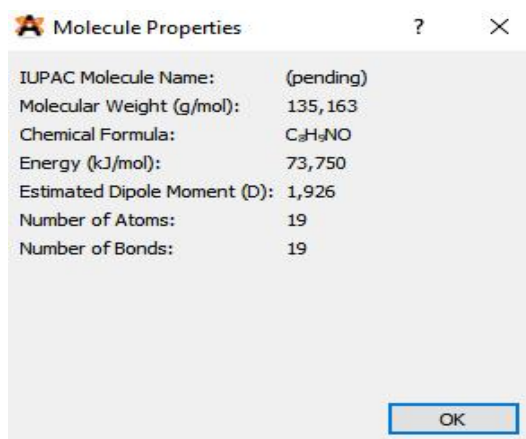 Molecule Properties ? ×
IUPAC Molecule Name: (pending)
Molecular Weight (g/mol): 135,163
Chemical Formula: C₈H₉NO
Energy (kJ/mol): 73,750
Estimated Dipole Moment (D): 1,926
Number of Atoms: 19
Number of Bonds: 19
OK